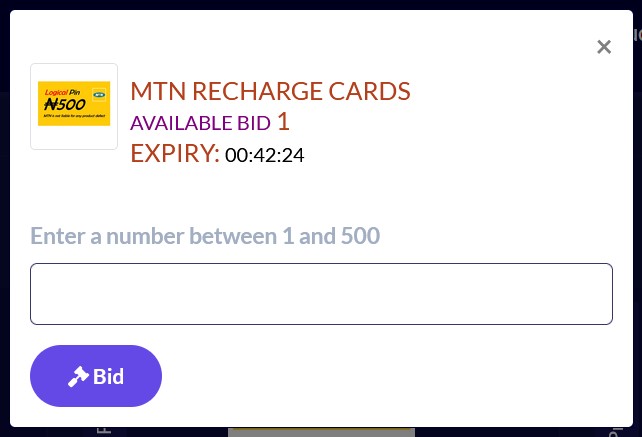 ×
Logical Pin
₦500
MTN RECHARGE CARDS
AVAILABLE BID 1
EXPIRY: 00:42:24
Enter a number between 1 and 500
Bid